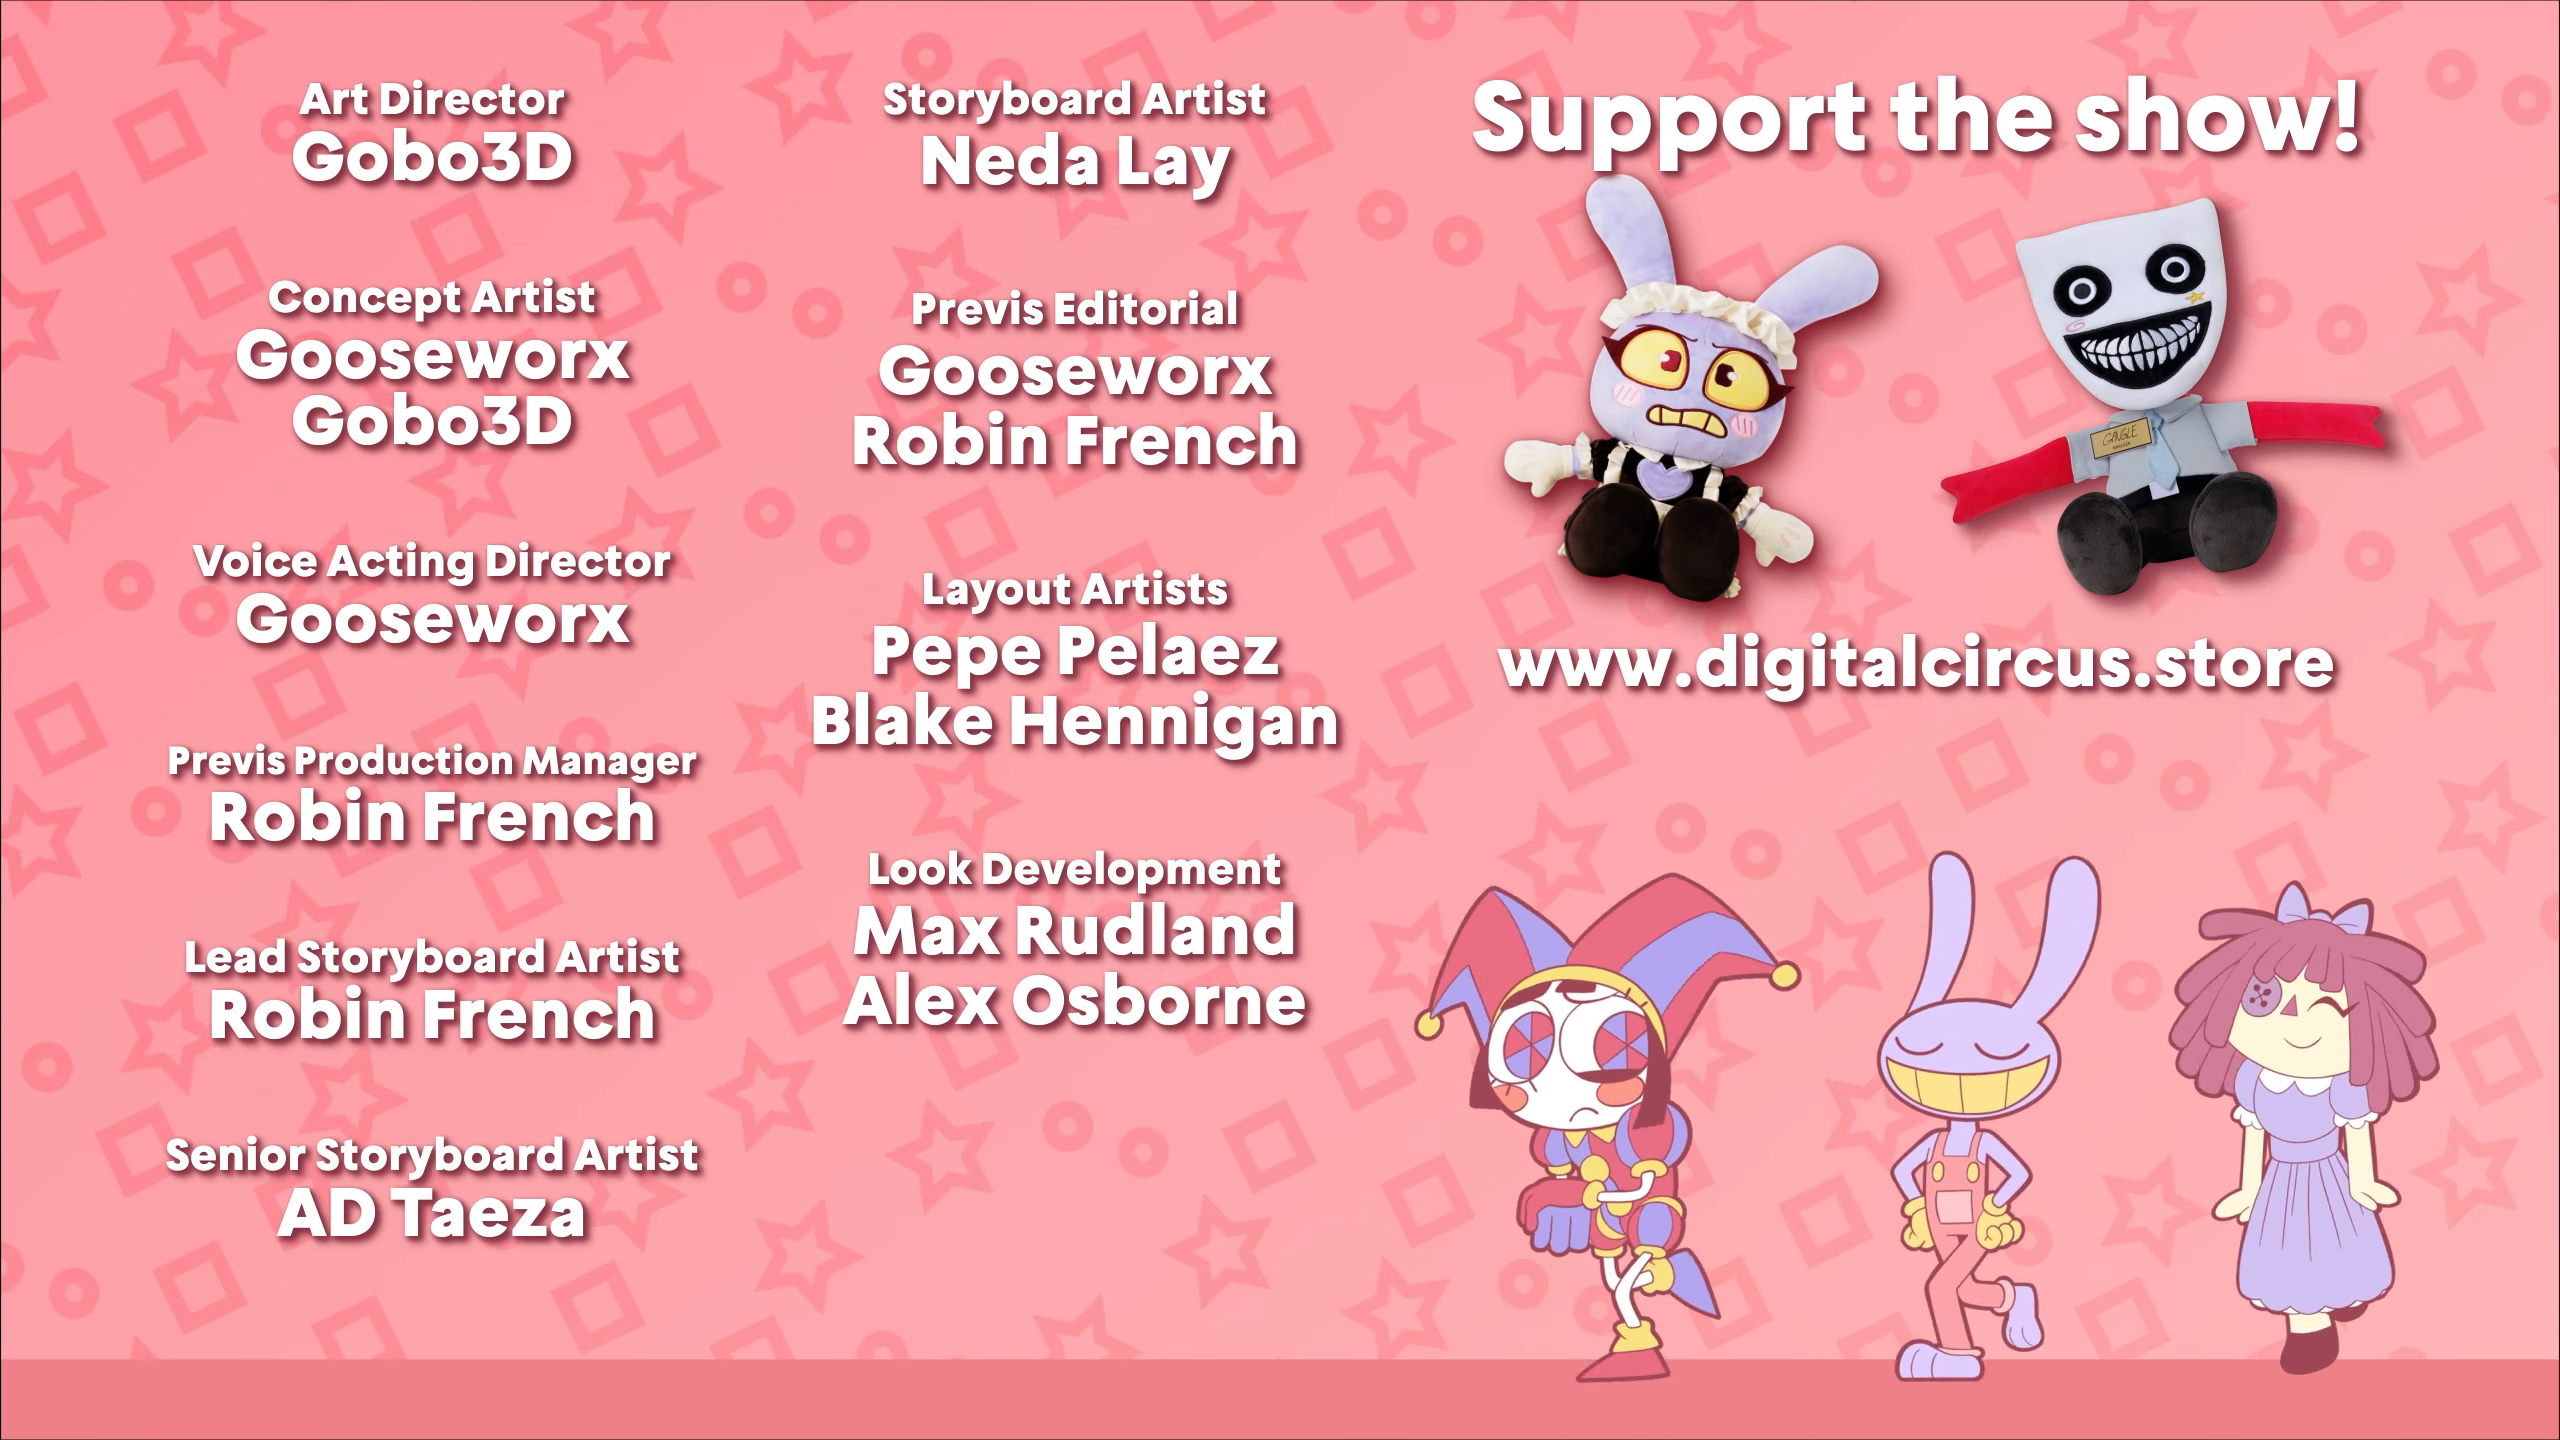 Art Director
Gobo3D
Concept Artist
Gooseworx
Gobo3D
Voice Acting Director
Gooseworx
Previs Production Manager
Robin French
Lead Storyboard Artist
Robin French
Senior Storyboard Artist
AD Taeza
Storyboard Artist
Neda Lay
Previs Editorial
Gooseworx
Robin French
Layout Artists
Pepe Pelaez
Blake Hennigan
Look Development
Max Rudland
Alex Osborne
Support the show!
GANGLE
MANAGER
www.digitalcircus.store